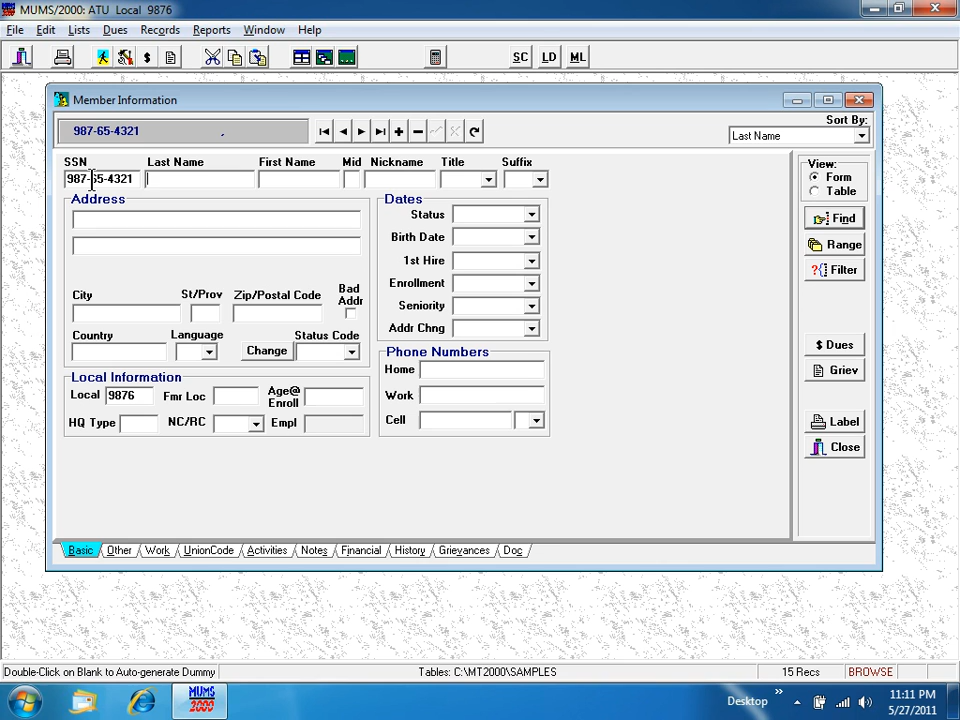 MUMS/2000: ATU Local 9876
File Edit Lists Dues Records Reports Window Help
$ SC LD ML
Member Information
987-65-4321 ,
Sort By:
Last Name
SSN Last Name First Name Mid Nickname Title Suffix
987-65-4321
View:
Form
Table
Find
Range
Filter
$ Dues
Griev
Label
Close
Address
City St/Prov Zip/Postal Code Bad Addr
Country Language Status Code
Change
Dates
Status
Birth Date
1st Hire
Enrollment
Seniority
Addr Chng
Local Information
Local 9876 Fmr Loc Age@ Enroll
HQ Type NC/RC Empl
Phone Numbers
Home
Work
Cell
Basic Other Work UnionCode Activities Notes Financial History Grievances Doc
Double-Click on Blank to Auto-generate Dummy Tables: C:\MT2000\SAMPLES 15 Recs BROWSE
MUMS 2000
Desktop »
11:11 PM
5/27/2011